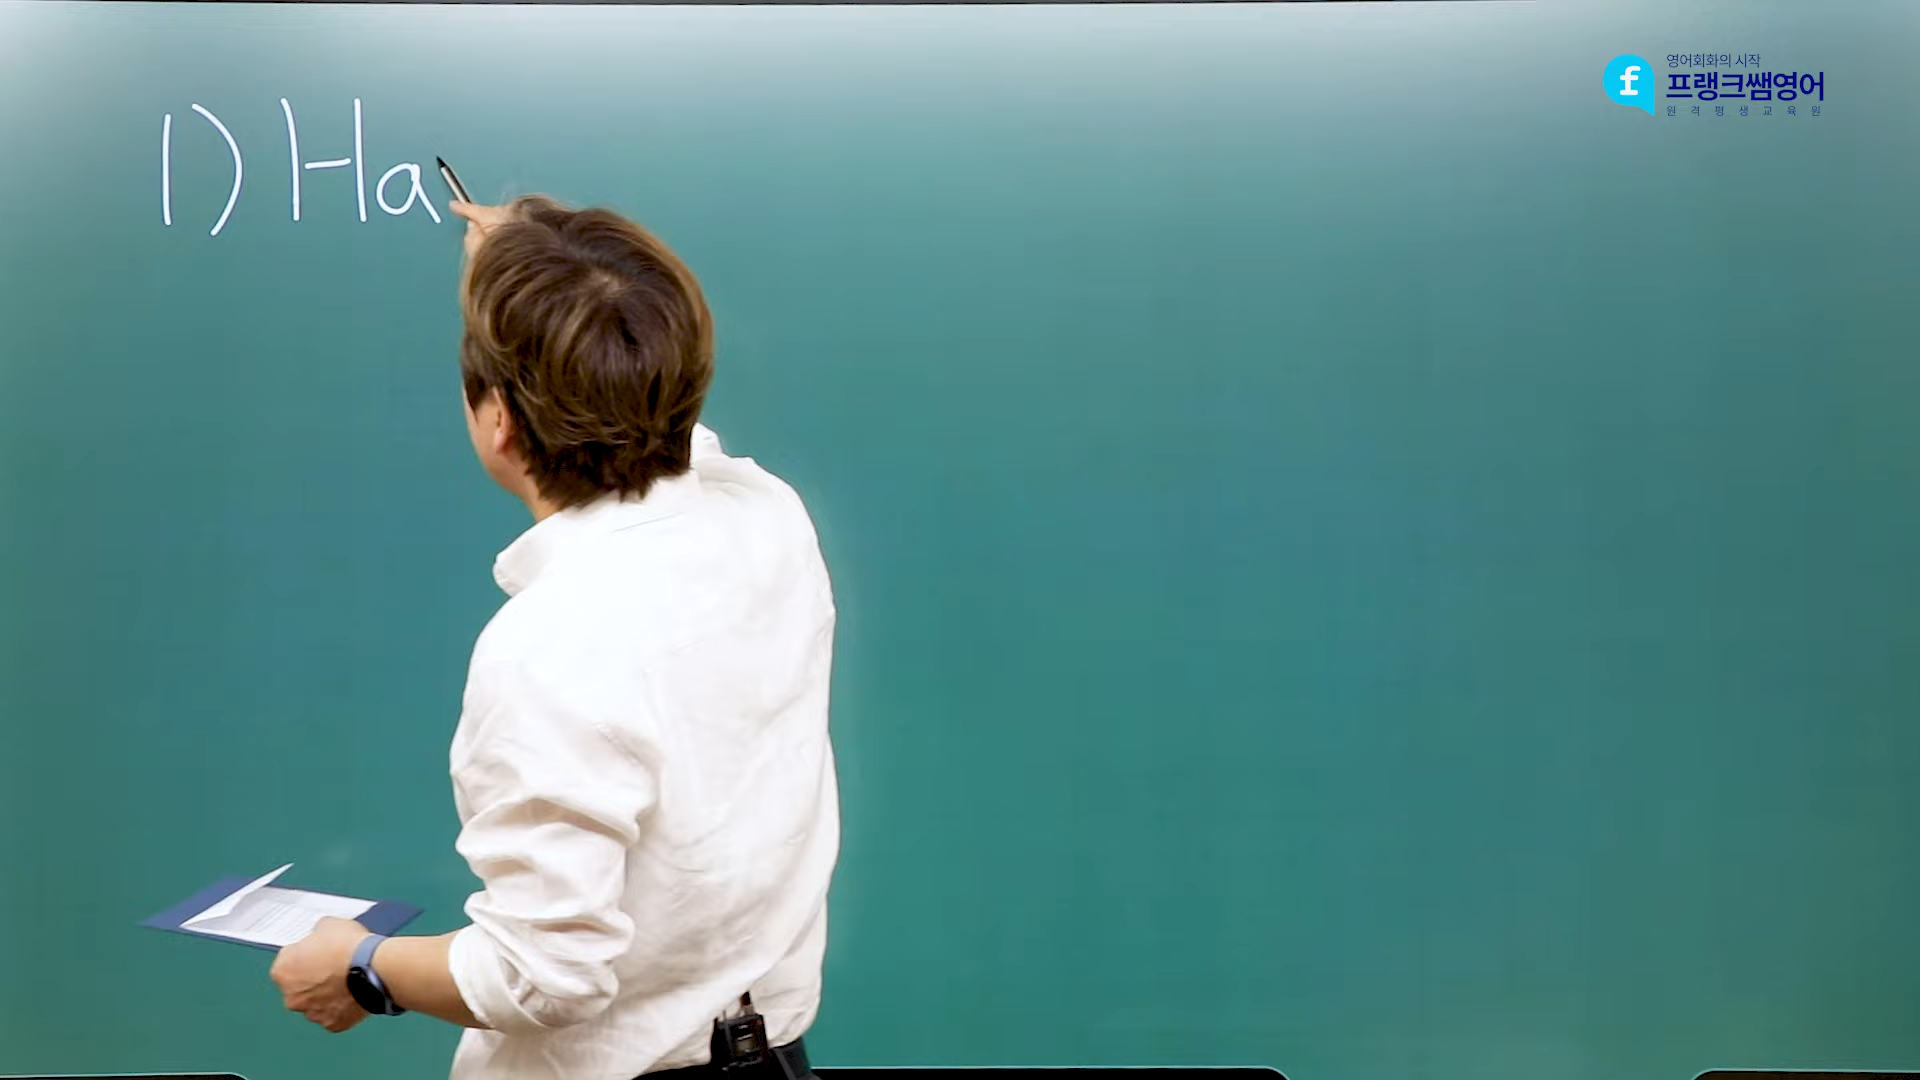 1) Ha
f
영어회화의 시작
프랭크쌤영어
원격평생교육원